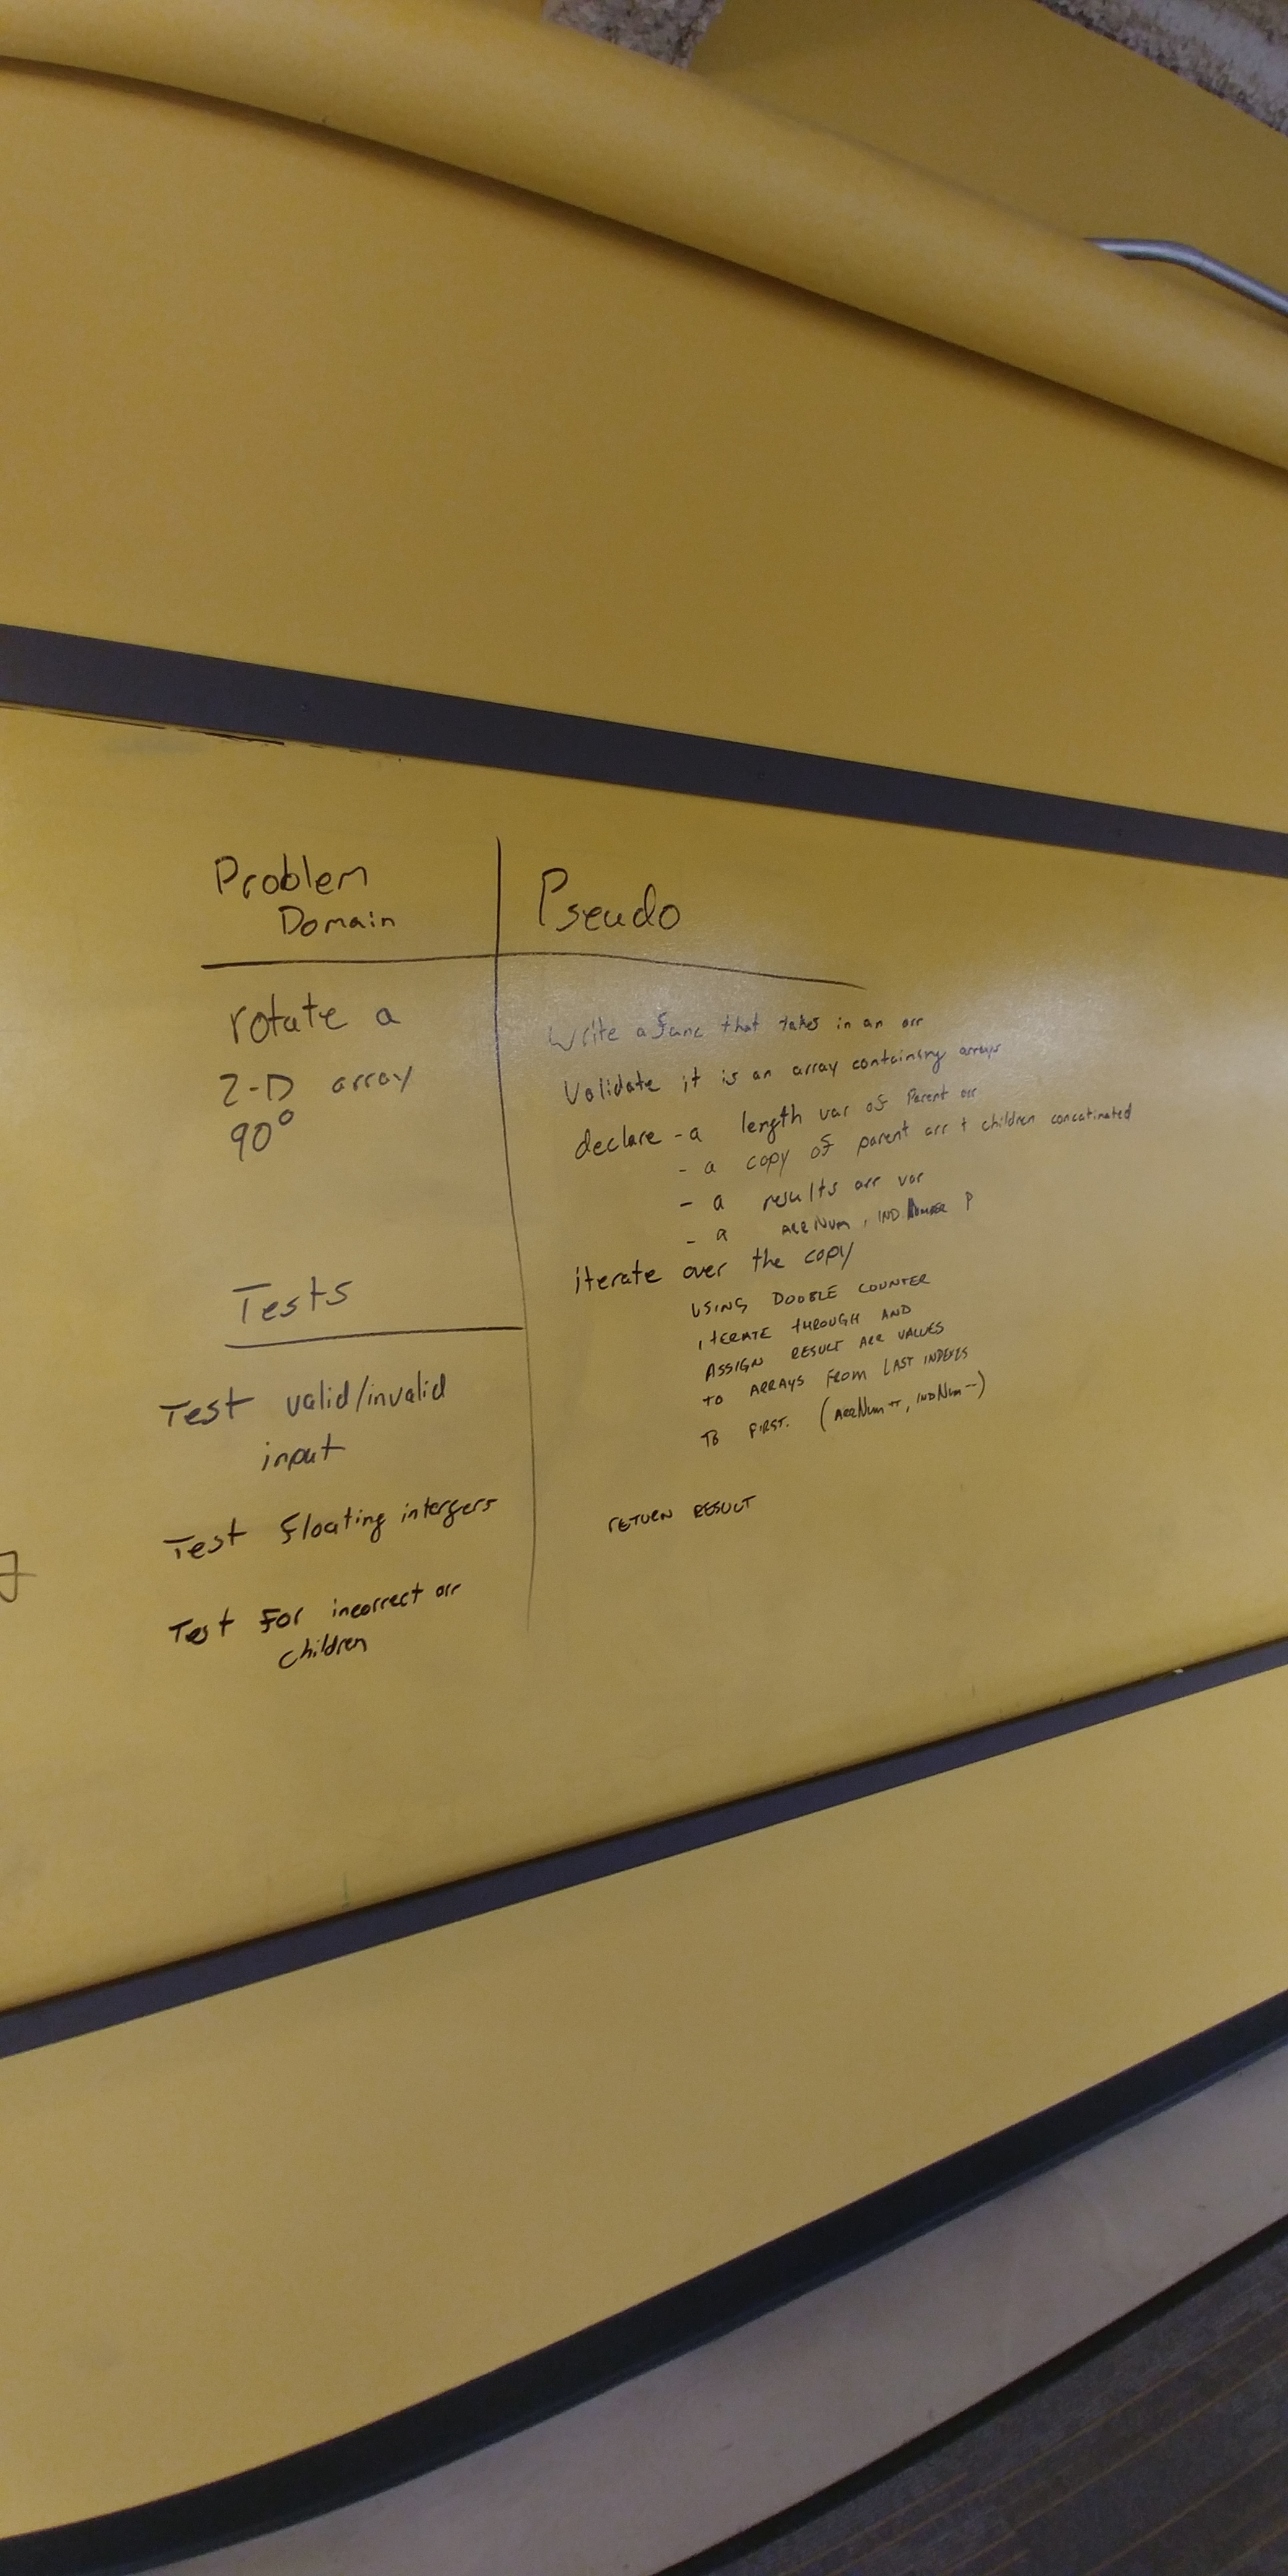 Problem
Domain
rotate a
2-D array
90°
Tests
Test valid/invalid
input
Test floating intergers
Test for incorrect arr
children
Pseudo
Write a func that takes in an arr
Validate it is an array containing arrays
declare - a length var of Parent arr
- a copy of parent arr + children concatinated
- a results arr var
- a ARRNum, IND
iterate over the copy
USING DOUBLE COUNTER
ITERATE THROUGH AND
ASSIGN RESULT ARR VALUES
TO ARRAYS FROM LAST INDEXES
TO FIRST. (ARRNum++, INDNum--)
RETURN RESULT